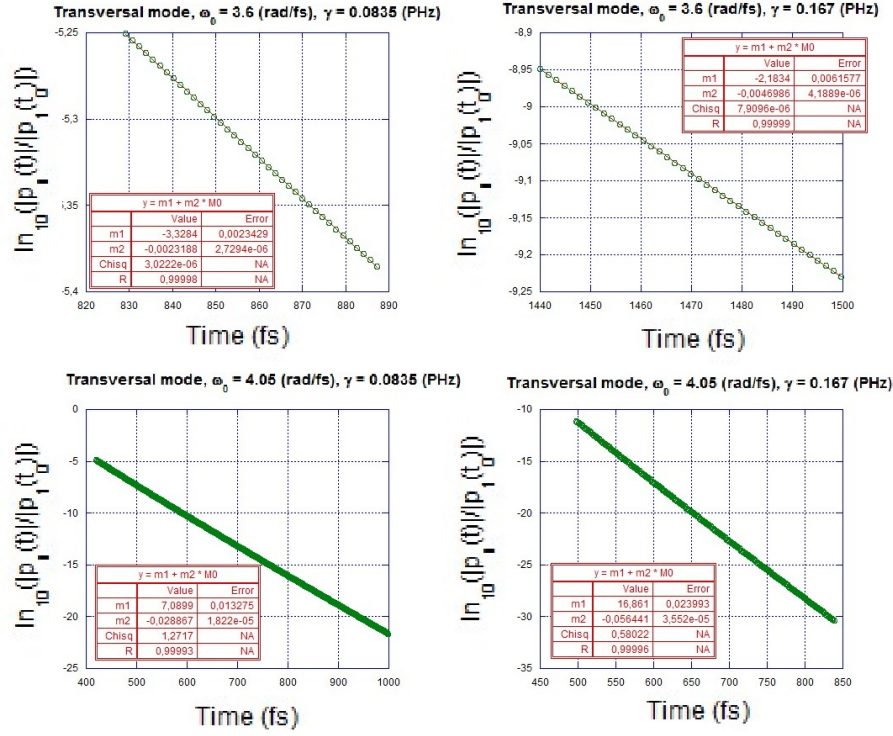 Transversal mode, ω0 = 3.6 (rad/fs), γ = 0.0835 (PHz)
ln10(|pII(t)|/|p1(t0)|)
-5,25
-5,3
5,35
-5,4
y = m1 + m2 * M0
Value Error
m1 -3,3284 0,0023429
m2 -0,0023188 2,7294e-06
Chisq 3,0222e-06 NA
R 0,99998 NA
820 830 840 850 860 870 880 890
Time (fs)
Transversal mode, ω0 = 3.6 (rad/fs), γ = 0.167 (PHz)
ln10(|pII(t)|/|p1(t0)|)
-8,9
-8,95
-9
-9,05
-9,1
-9,15
-9,2
-9,25
y = m1 + m2 * M0
Value Error
m1 -2,1834 0,0061577
m2 -0,0046986 4,1889e-06
Chisq 7,9096e-06 NA
R 0,99999 NA
1440 1450 1460 1470 1480 1490 1500
Time (fs)
Transversal mode, ω0 = 4.05 (rad/fs), γ = 0.0835 (PHz)
ln10(|pII(t)|/|p1(t0)|)
0
-5
-10
-15
-20
-25
y = m1 + m2 * M0
Value Error
m1 7,0899 0,013275
m2 -0,028867 1,822e-05
Chisq 1,2717 NA
R 0,99993 NA
400 500 600 700 800 900 1000
Time (fs)
Transversal mode, ω0 = 4.05 (rad/fs), γ = 0.167 (PHz)
ln10(|pII(t)|/|p1(t0)|)
-10
-15
-20
-25
-30
-35
y = m1 + m2 * M0
Value Error
m1 16,861 0,023993
m2 -0,056441 3,552e-05
Chisq 0,58022 NA
R 0,99996 NA
450 500 550 600 650 700 750 800 850
Time (fs)